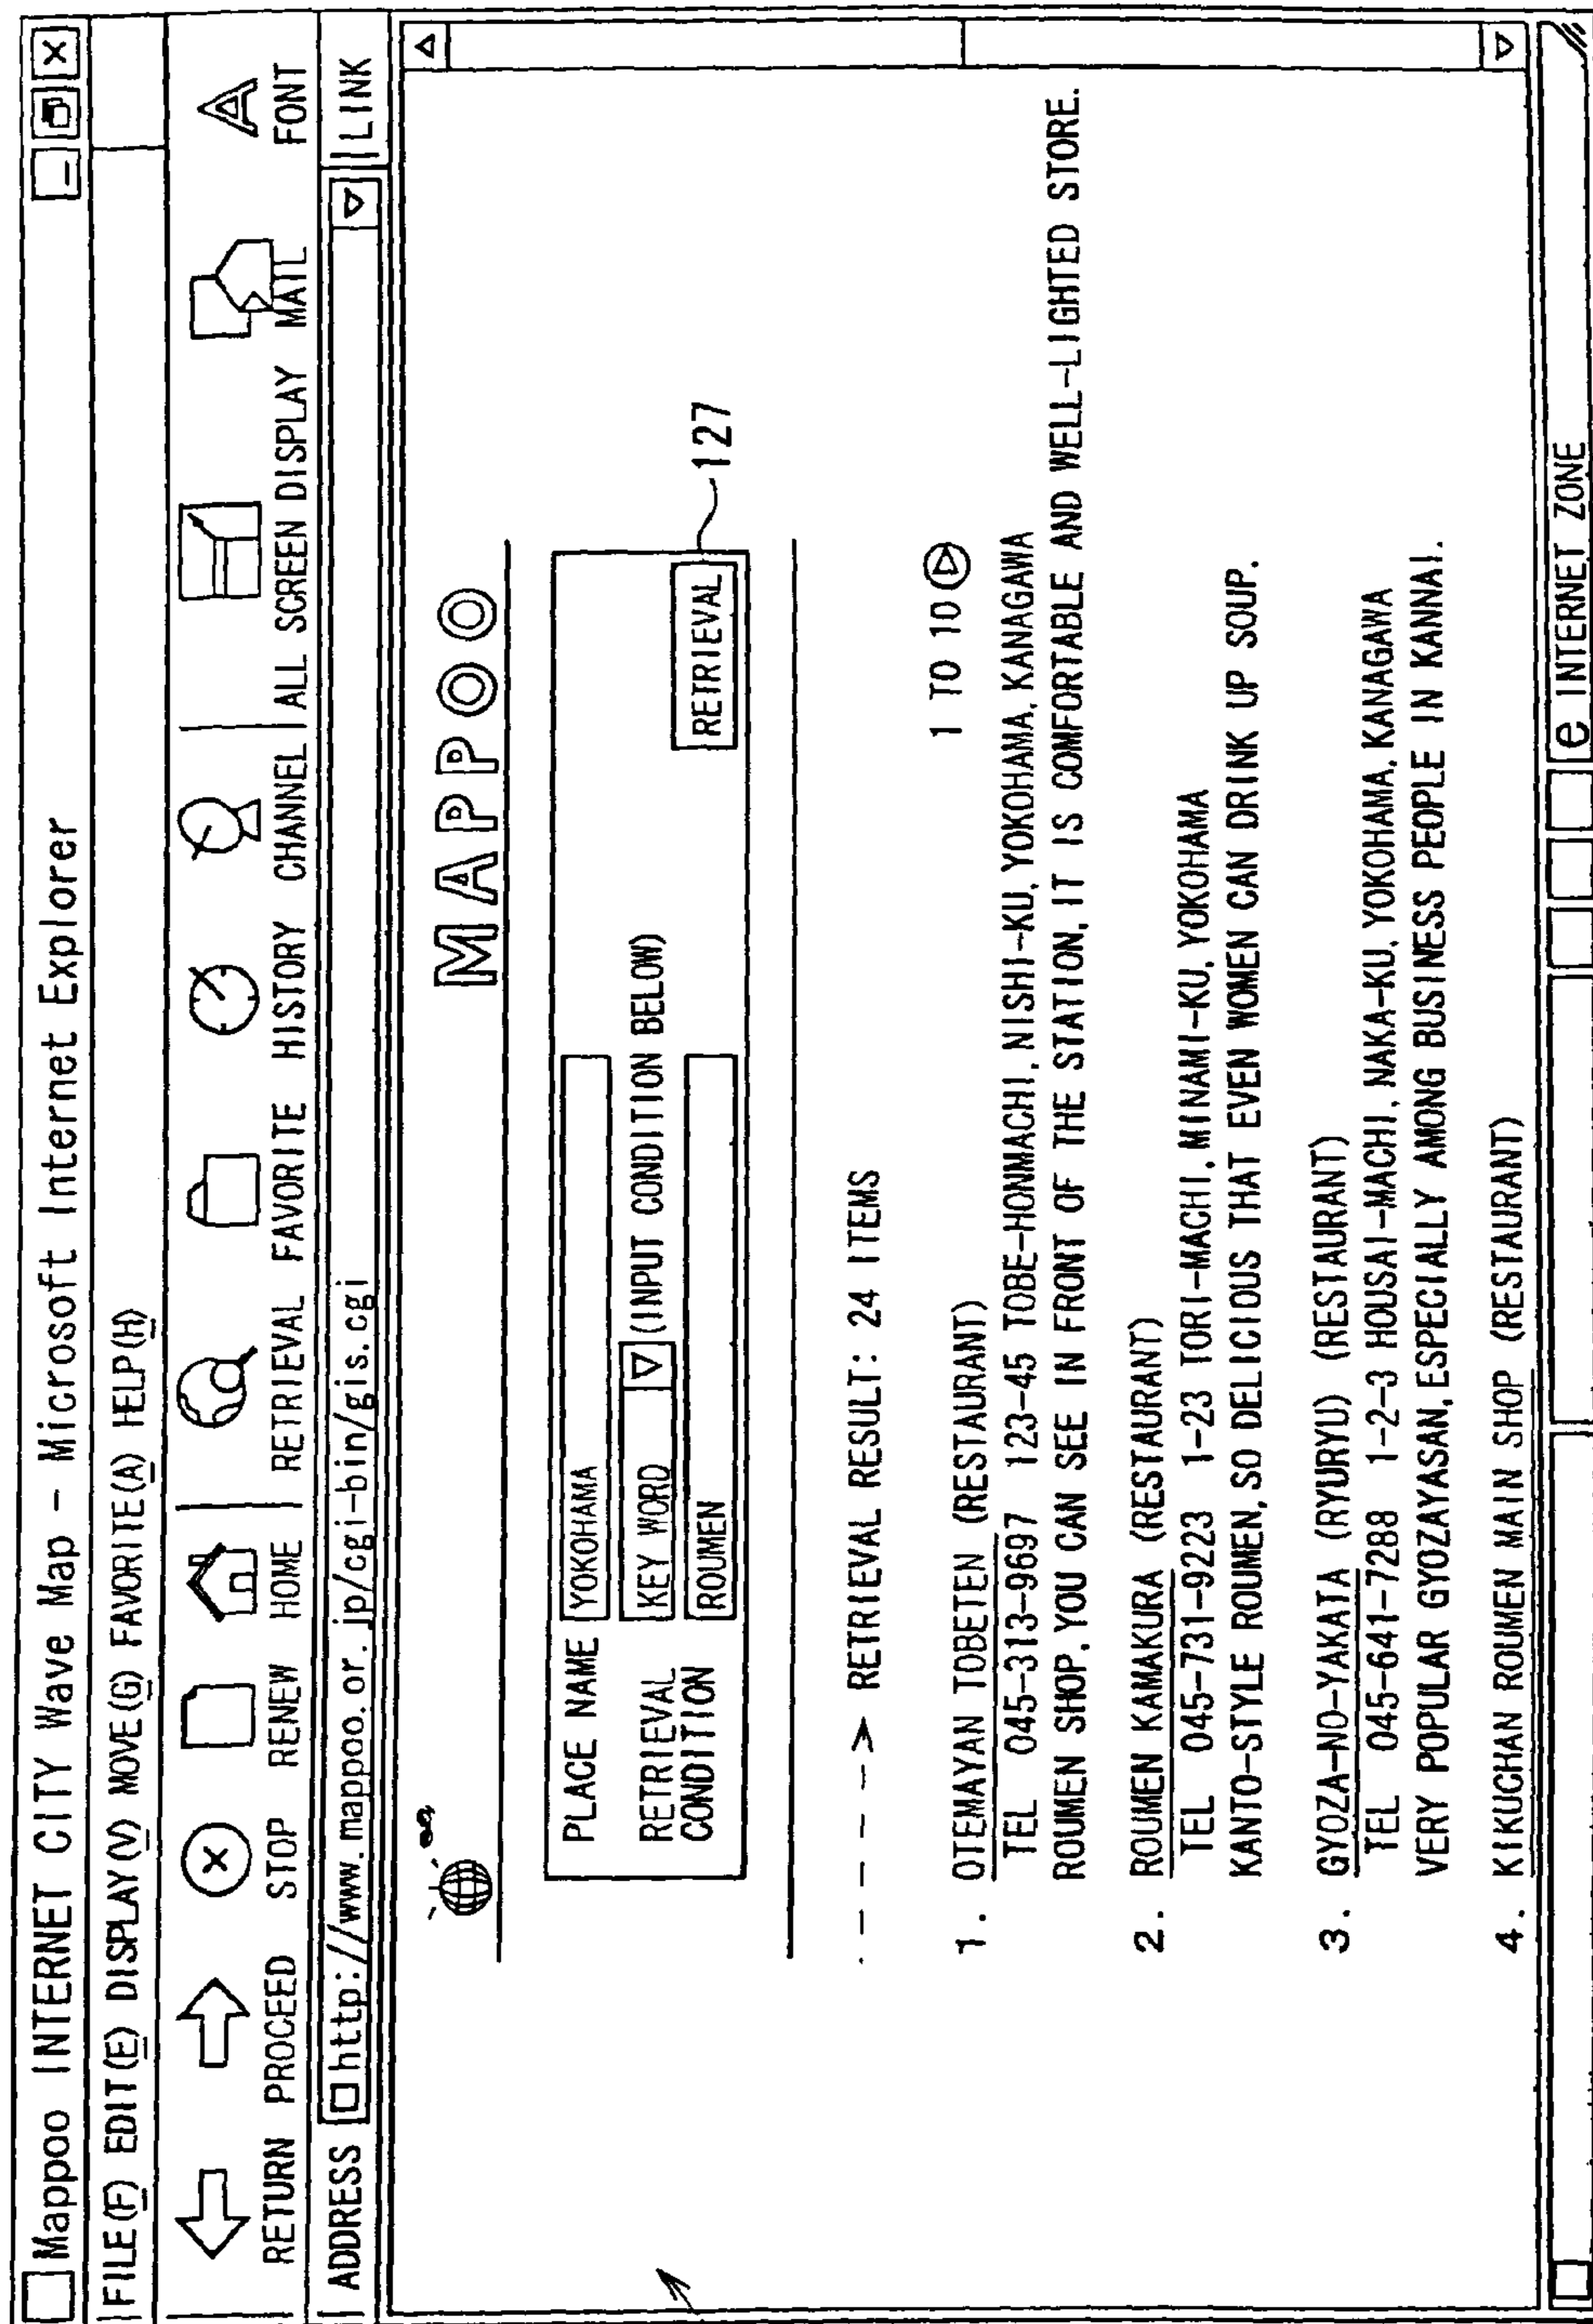 Mappoo INTERNET CITY Wave Map - Microsoft Internet Explorer
FILE(F) EDIT(E) DISPLAY(V) MOVE(G) FAVORITE(A) HELP(H)
RETURN PROCEED STOP RENEW HOME RETRIEVAL FAVORITE HISTORY CHANNEL ALL SCREEN DISPLAY MAIL FONT
ADDRESS http://www.mappoo.or.jp/cgi-bin/gis.cgi LINK
MAPPOO
PLACE NAME YOKOHAMA
RETRIEVAL CONDITION KEY WORD (INPUT CONDITION BELOW)
ROUMEN RETRIEVAL 127
RETRIEVAL RESULT: 24 ITEMS
1 TO 10
1. OTEMAYAN TOBETEN (RESTAURANT)
TEL 045-313-9697 123-45 TOBE-HONMACHI, NISHI-KU, YOKOHAMA, KANAGAWA
ROUMEN SHOP, YOU CAN SEE IN FRONT OF THE STATION, IT IS COMFORTABLE AND WELL-LIGHTED STORE.
2. ROUMEN KAMAKURA (RESTAURANT)
TEL 045-731-9223 1-23 TORI-MACHI, MINAMI-KU, YOKOHAMA
KANTO-STYLE ROUMEN, SO DELICIOUS THAT EVEN WOMEN CAN DRINK UP SOUP.
3. GYOZA-NO-YAKATA (RYURYU) (RESTAURANT)
TEL 045-641-7288 1-2-3 HOUSAI-MACHI, NAKA-KU, YOKOHAMA, KANAGAWA
VERY POPULAR GYOZAYASAN, ESPECIALLY AMONG BUSINESS PEOPLE IN KANNAI.
4. KIKUCHAN ROUMEN MAIN SHOP (RESTAURANT)
e INTERNET ZONE